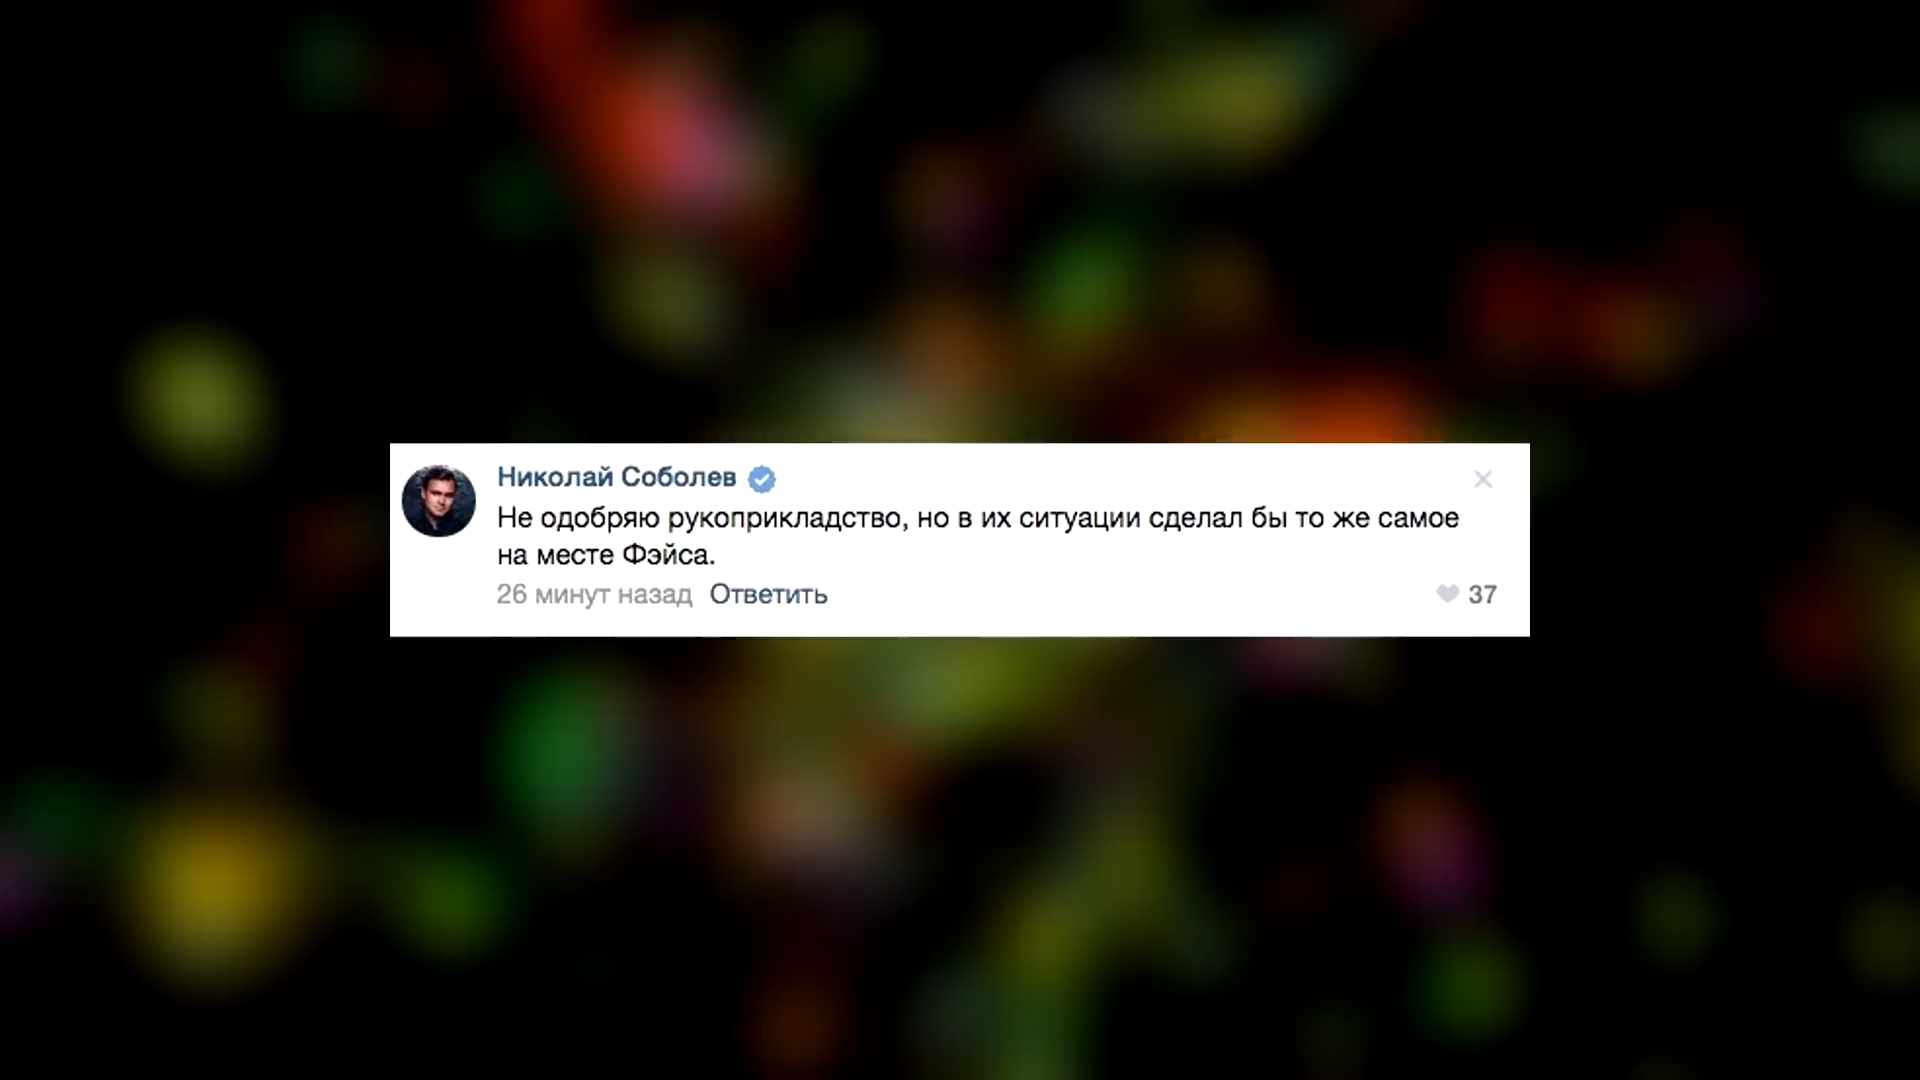 Николай Соболев
Не одобряю рукоприкладство, но в их ситуации сделал бы то же самое
на месте Фэйса.
26 минут назад Ответить 37